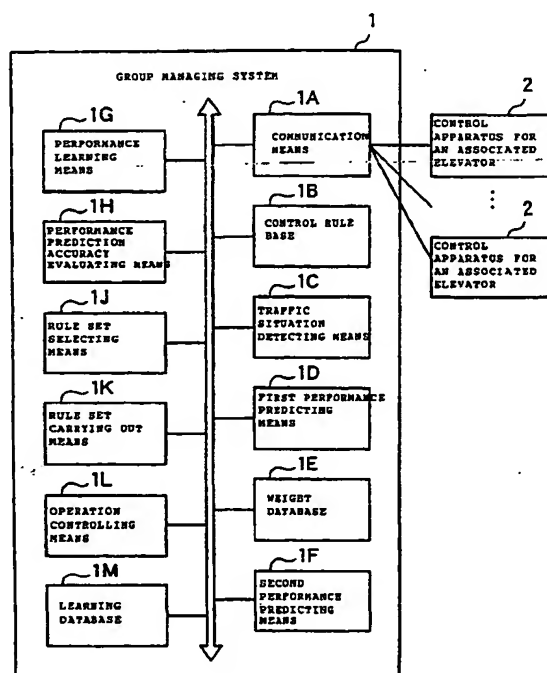 1
GROUP MANAGING SYSTEM
1G
PERFORMANCE
LEARNING
MEANS
1H
PERFORMANCE
PREDICTION
ACCURACY
EVALUATING MEANS
1J
RULE SET
SELECTING
MEANS
1K
RULE SET
CARRYING OUT
MEANS
1L
OPERATION
CONTROLLING
MEANS
1M
LEARNING
DATABASE
1A
COMMUNICATION
MEANS
1B
CONTROL RULE
BASE
1C
TRAFFIC
SITUATION
DETECTING MEANS
1D
FIRST PERFORMANCE
PREDICTING
MEANS
1E
WEIGHT
DATABASE
1F
SECOND
PERFORMANCE
PREDICTING
MEANS
2
CONTROL
APPARATUS FOR
AN ASSOCIATED
ELEVATOR
2
CONTROL
APPARATUS FOR
AN ASSOCIATED
ELEVATOR